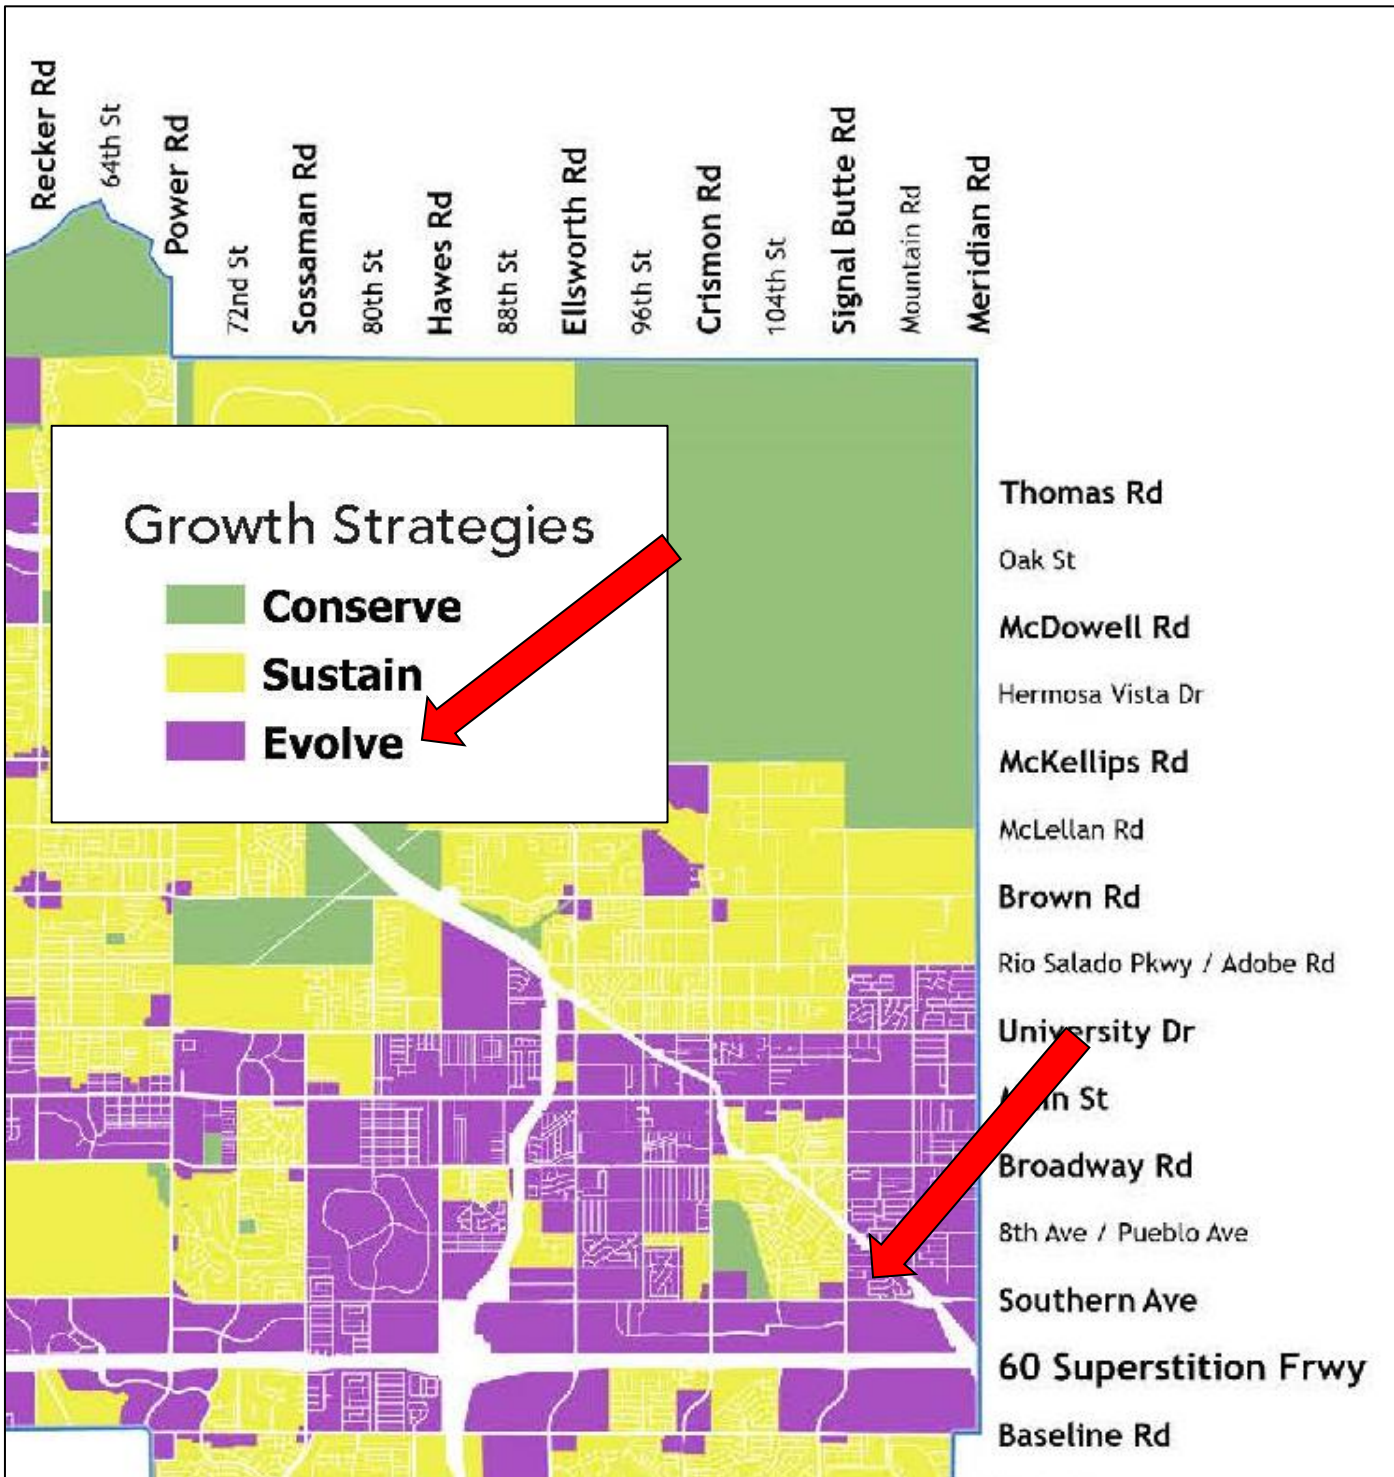 Recker Rd
64th St
Power Rd
72nd St
Sossaman Rd
80th St
Hawes Rd
88th St
Ellsworth Rd
96th St
Crismon Rd
104th St
Signal Butte Rd
Mountain Rd
Meridian Rd
Growth Strategies
Conserve
Sustain
Evolve
Thomas Rd
Oak St
McDowell Rd
Hermosa Vista Dr
McKellips Rd
McLellan Rd
Brown Rd
Rio Salado Pkwy / Adobe Rd
University Dr
Main St
Broadway Rd
8th Ave / Pueblo Ave
Southern Ave
60 Superstition Frwy
Baseline Rd